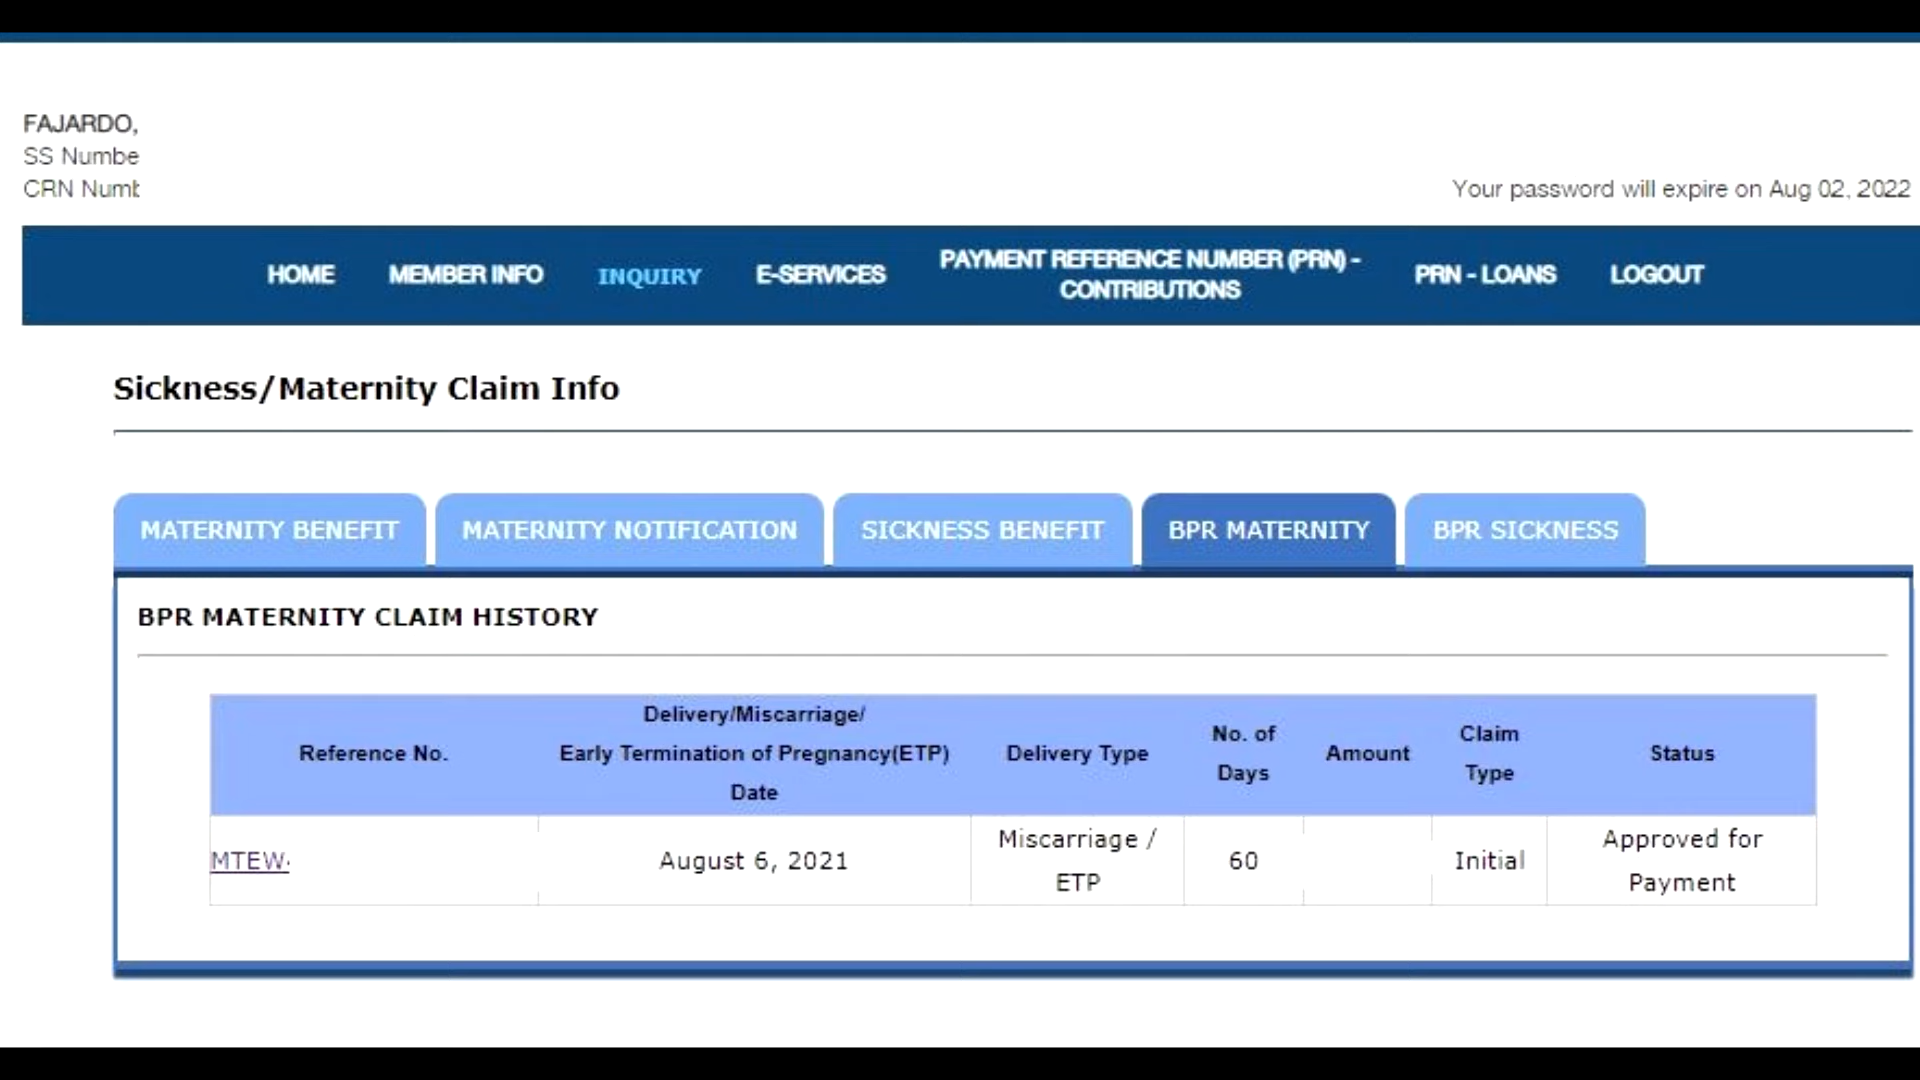 FAJARDO,
SS Numbe
CRN Numb
Your password will expire on Aug 02, 2022
HOME MEMBER INFO INQUIRY E-SERVICES PAYMENT REFERENCE NUMBER (PRN) - PRN - LOANS LOGOUT
CONTRIBUTIONS
Sickness/Maternity Claim Info
MATERNITY BENEFIT MATERNITY NOTIFICATION SICKNESS BENEFIT BPR MATERNITY BPR SICKNESS
BPR MATERNITY CLAIM HISTORY
Reference No.
Delivery/Miscarriage/
Early Termination of Pregnancy(ETP)
Date
Delivery Type
No. of
Days
Amount
Claim
Type
Status
MTEW
August 6, 2021
Miscarriage /
ETP
60
Initial
Approved for
Payment